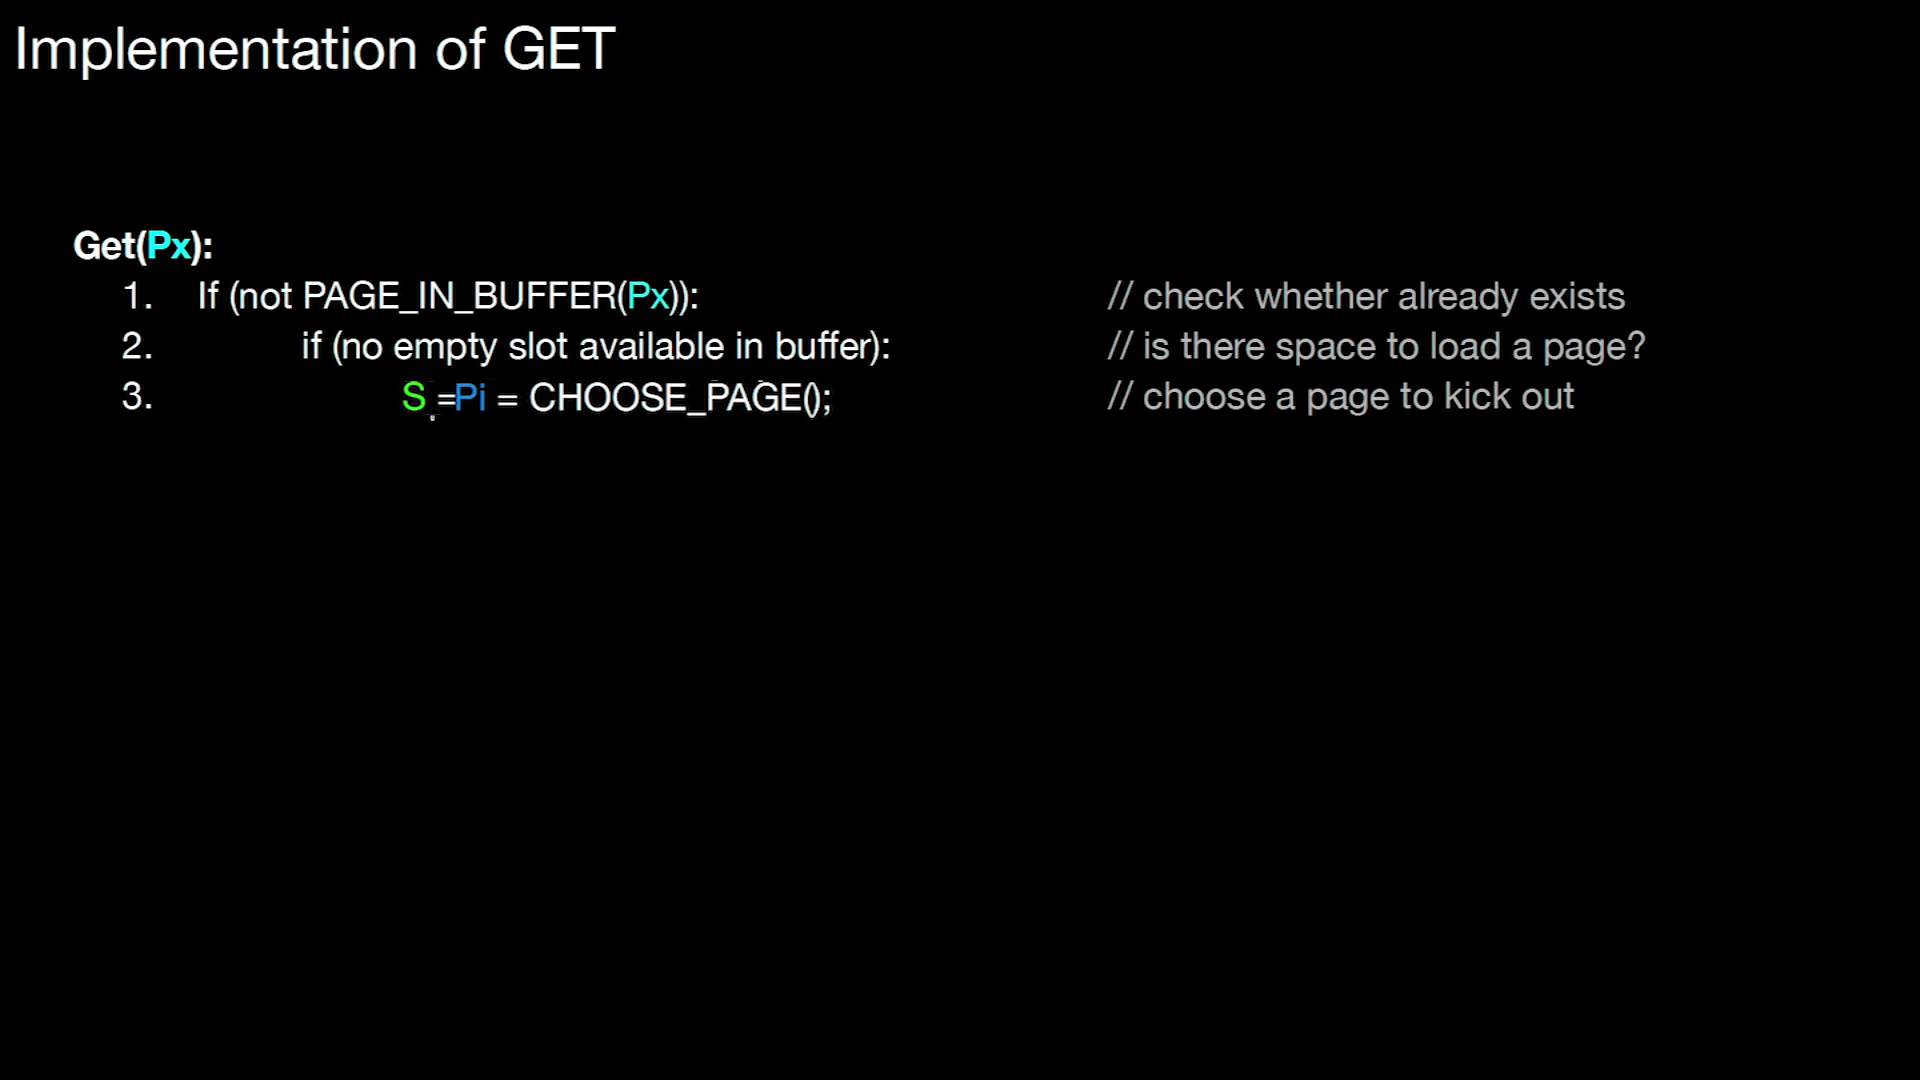 Implementation of GET
Get(Px):
1. If (not PAGE_IN_BUFFER(Px)): // check whether already exists
2. if (no empty slot available in buffer): // is there space to load a page?
3. S =Pi = CHOOSE_PAGE(); // choose a page to kick out